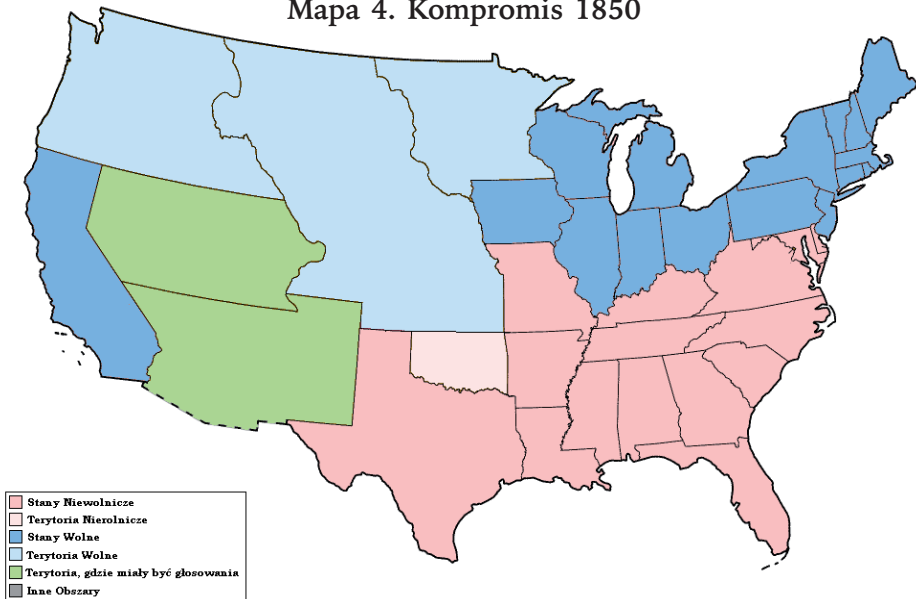 Mapa 4. Kompromis 1850
Stany Niewolnicze
Terytoria Nierolnicze
Stany Wolne
Terytoria Wolne
Terytoria, gdzie miały być głosowania
Inne Obszary